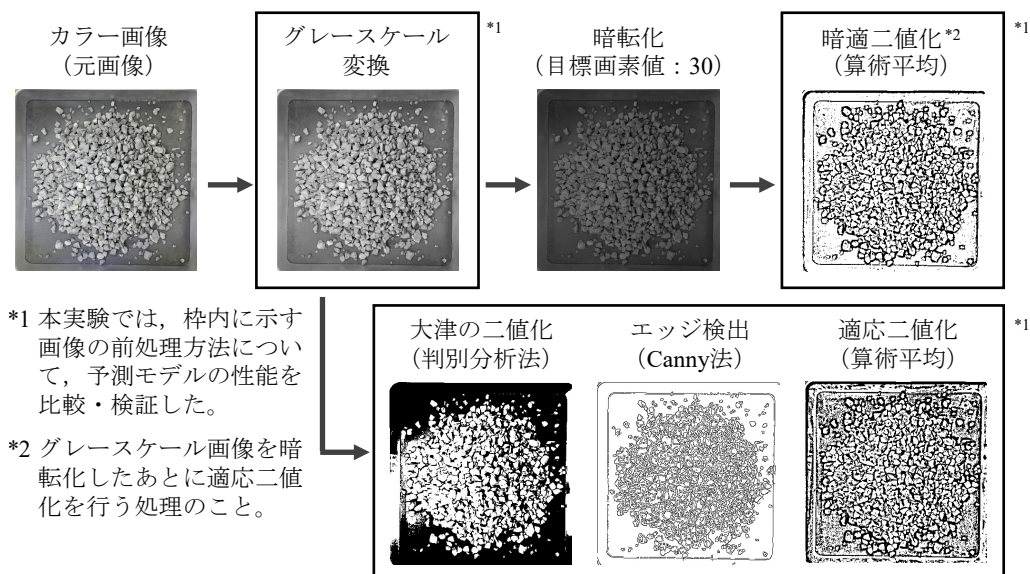 カラー画像
（元画像）
グレースケール
変換
*1
暗転化
（目標画素値：30）
暗適二値化*2
（算術平均）
*1
*1 本実験では，枠内に示す
画像の前処理方法につい
て，予測モデルの性能を
比較・検証した。
*2 グレースケール画像を暗
転化したあとに適応二値
化を行う処理のこと。
大津の二値化
（判別分析法）
エッジ検出
（Canny法）
適応二値化
（算術平均）
*1